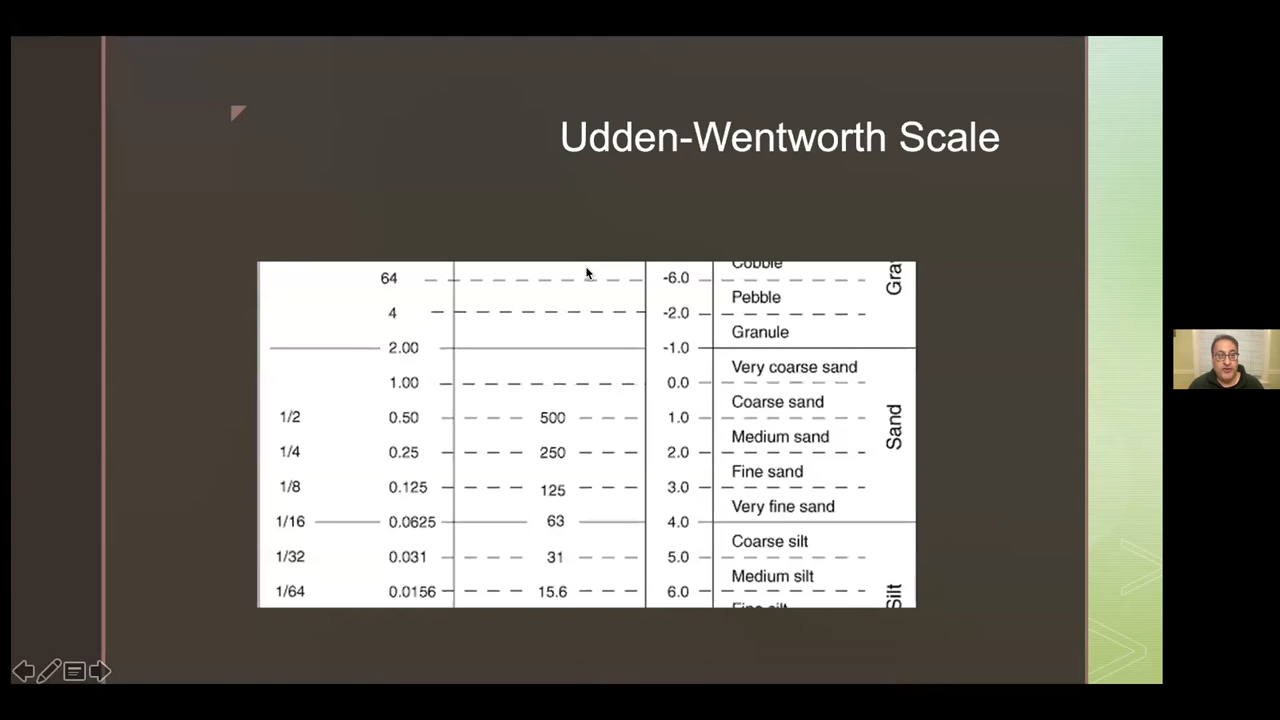 Udden-Wentworth Scale
Cobble
64 -6.0
Pebble
4 -2.0
Granule
2.00 -1.0
Very coarse sand
1.00 0.0
Coarse sand
1/2 0.50 500 1.0
Medium sand
1/4 0.25 250 2.0
Fine sand
1/8 0.125 125 3.0
Very fine sand
1/16 0.0625 63 4.0
Coarse silt
1/32 0.031 31 5.0
Medium silt
1/64 0.0156 15.6 6.0
Fine silt
Gra
Sand
Silt